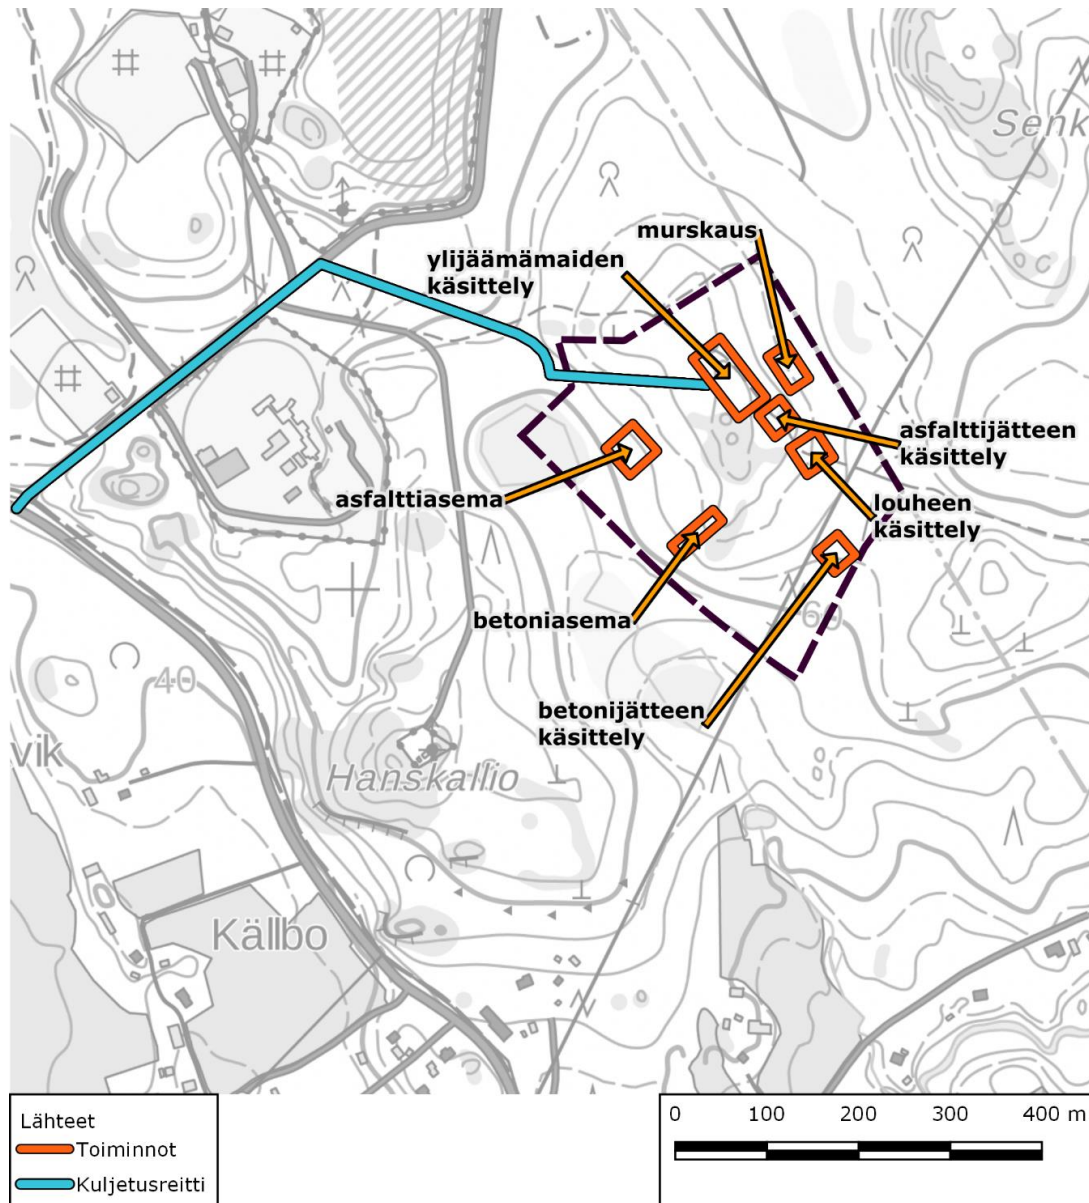 Senk
murskaus
ylijäämämaiden
käsittely
asfalttijätteen
käsittely
asfalttiasema
louheen
käsittely
betoniasema
60
betonijätteen
käsittely
40
vik
Hanskallio
Källbo
Lähteet
Toiminnot
Kuljetusreitti
0 100 200 300 400 m